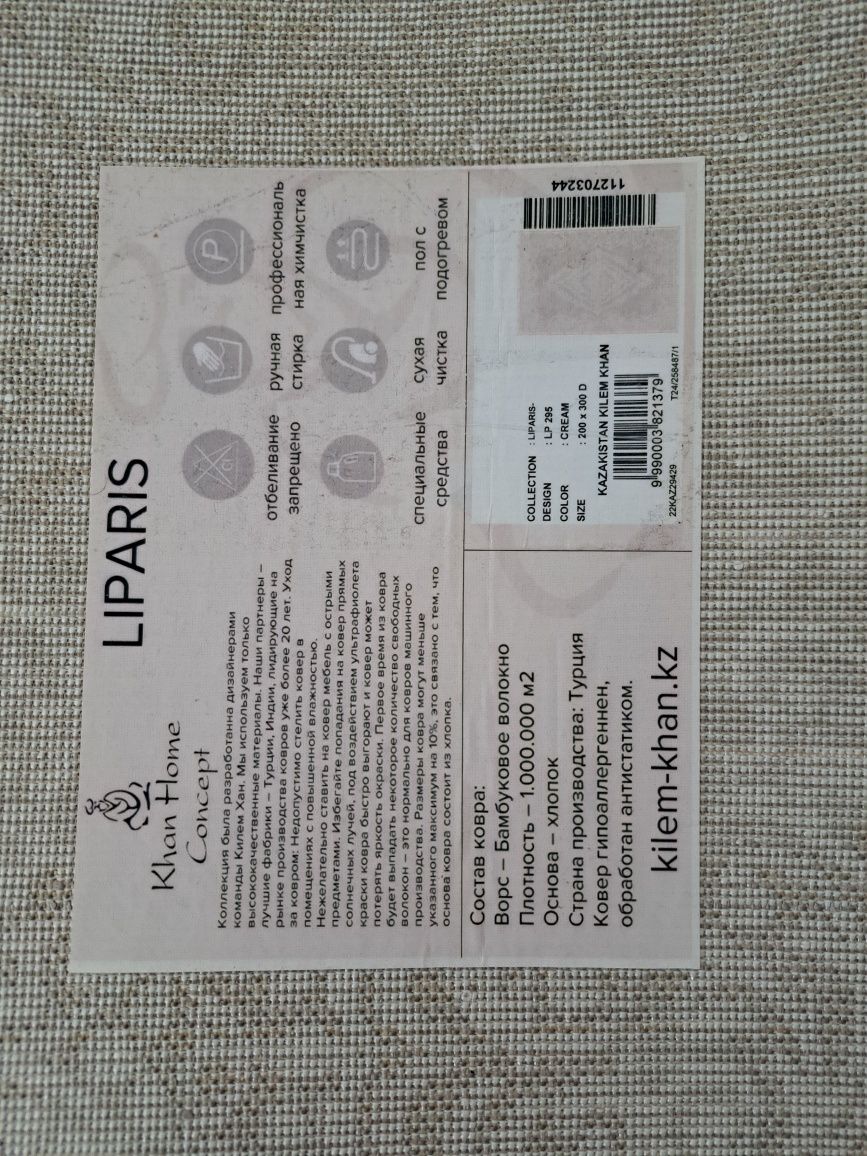 Khan Home
Concept
LIPARIS
Коллекция была разработанна дизайнерами
команды Килем Хан. Мы используем только
высококачественные материалы. Наши партнеры –
лучшие фабрики – Турции, Индии, лидирующие на
рынке производства ковров уже более 20 лет. Уход
за ковром: Недопустимо стелить ковер в
помещениях с повышенной влажностью.
Нежелательно ставить на ковер мебель с острыми
предметами. Избегайте попадания на ковер прямых
солнечных лучей, под воздействием ультрафиолета
краски ковра быстро выгорают и ковер может
потерять яркость окраски. Первое время из ковра
будет выпадать некоторое количество свободных
волокон – это нормально для ковров машинного
производства. Размеры ковра могут меньше
указанного максимум на 10%, это связано с тем, что
основа ковра состоит из хлопка.
отбеливание
запрещено
ручная
стирка
P
профессиональ
ная химчистка
специальные
средства
сухая
чистка
пол с
подогревом
Состав ковра:
Ворс – Бамбуковое волокно
Плотность – 1.000.000 м2
Основа – хлопок
Страна производства: Турция
Ковер гипоаллергеннен,
обработан антистатиком.
kilem-khan.kz
COLLECTION : LIPARIS-
DESIGN : LP 295
COLOR : CREAM
SIZE : 200 x 300 D
KAZAKISTAN KILEM KHAN
9 990003 821379
22KAZ29429
T24/258487/1
112703244